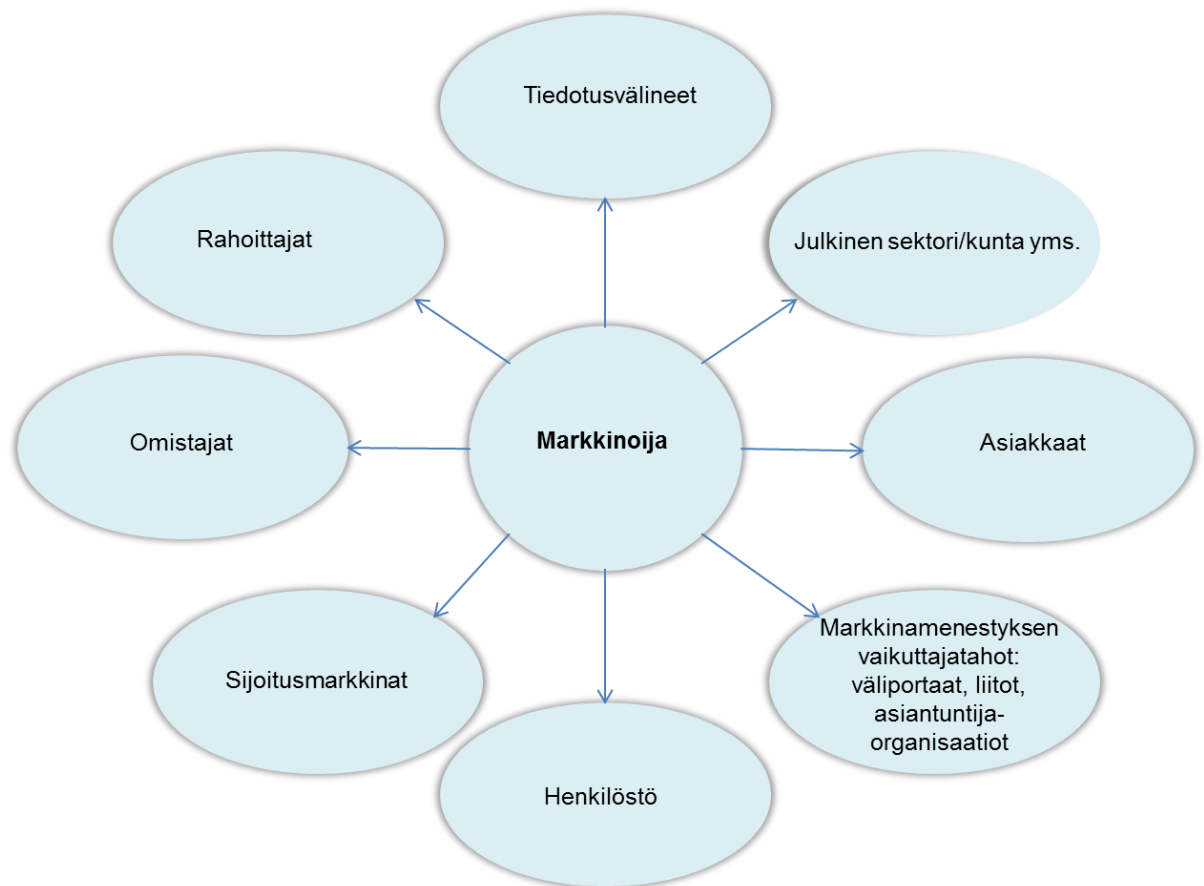 Tiedotusvälineet
Rahoittajat
Julkinen sektori/kunta yms.
Omistajat
Markkinoija
Asiakkaat
Sijoitusmarkkinat
Markkinamenestyksen
vaikuttajatahot:
väliportaat, liitot,
asiantuntija-
organisaatiot
Henkilöstö